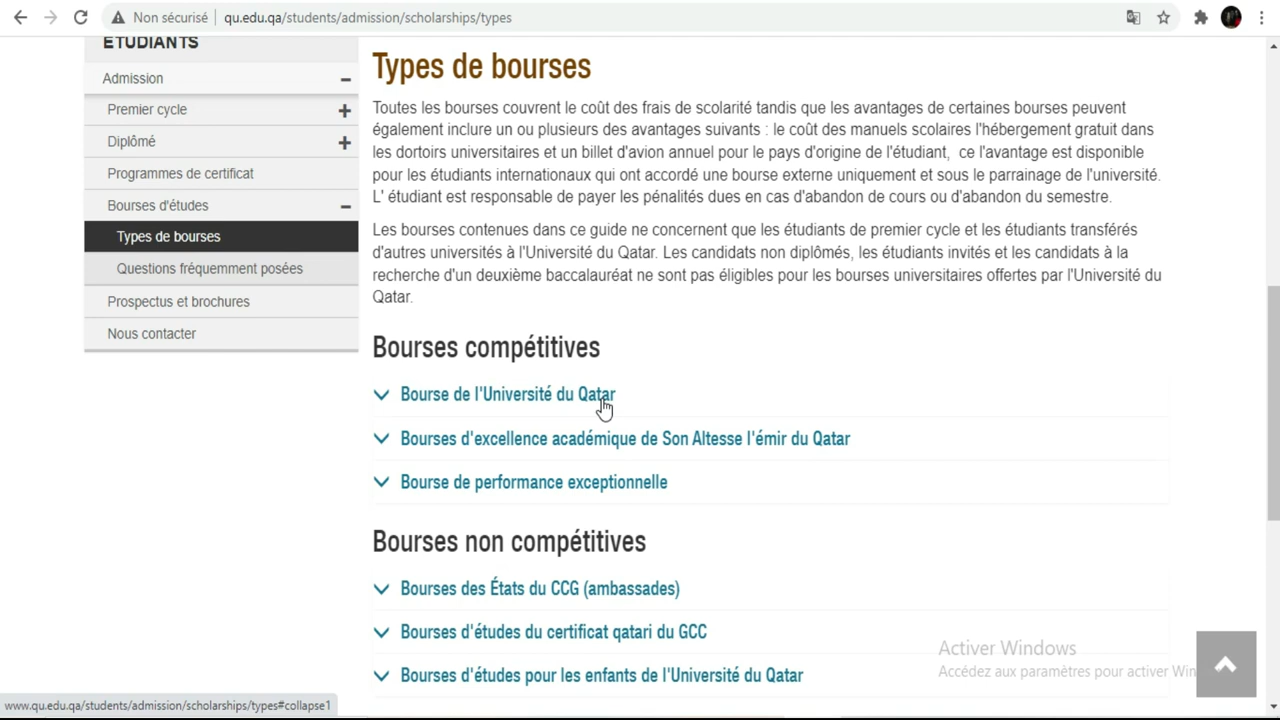 Non sécurisé
qu.edu.qa/students/admission/scholarships/types
ÉTUDIANTS
Admission
Premier cycle
Diplômé
Programmes de certificat
Bourses d'études
Types de bourses
Questions fréquemment posées
Prospectus et brochures
Nous contacter
Types de bourses
Toutes les bourses couvrent le coût des frais de scolarité tandis que les avantages de certaines bourses peuvent
également inclure un ou plusieurs des avantages suivants : le coût des manuels scolaires l'hébergement gratuit dans
les dortoirs universitaires et un billet d'avion annuel pour le pays d'origine de l'étudiant, ce l'avantage est disponible
pour les étudiants internationaux qui ont accordé une bourse externe uniquement et sous le parrainage de l'université.
L' étudiant est responsable de payer les pénalités dues en cas d'abandon de cours ou d'abandon du semestre.
Les bourses contenues dans ce guide ne concernent que les étudiants de premier cycle et les étudiants transférés
d'autres universités à l'Université du Qatar. Les candidats non diplômés, les étudiants invités et les candidats à la
recherche d'un deuxième baccalauréat ne sont pas éligibles pour les bourses universitaires offertes par l'Université du
Qatar.
Bourses compétitives
Bourse de l'Université du Qatar
Bourses d'excellence académique de Son Altesse l'émir du Qatar
Bourse de performance exceptionnelle
Bourses non compétitives
Bourses des États du CCG (ambassades)
Bourses d'études du certificat qatari du GCC
Bourses d'études pour les enfants de l'Université du Qatar
Activer Windows
Accédez aux paramètres pour activer Win
www.qu.edu.qa/students/admission/scholarships/types#collapse1